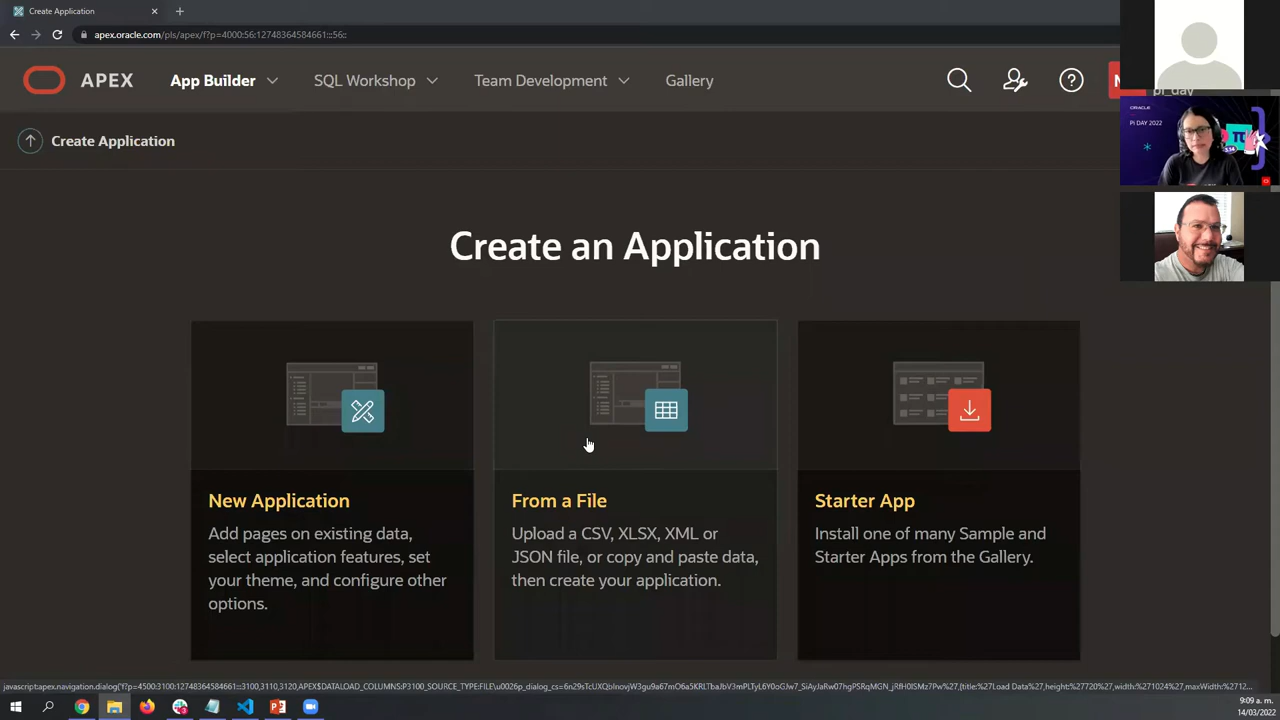 Create Application
apex.oracle.com/pls/apex/f?p=4000:56:12748364584661:::56::
APEX
App Builder
SQL Workshop
Team Development
Gallery
pi_day
Create Application
ORACLE
PI DAY 2022
π
3.14
Create an Application
New Application
Add pages on existing data,
select application features, set
your theme, and configure other
options.
From a File
Upload a CSV, XLSX, XML or
JSON file, or copy and paste data,
then create your application.
Starter App
Install one of many Sample and
Starter Apps from the Gallery.
9:09 a. m.
14/03/2022